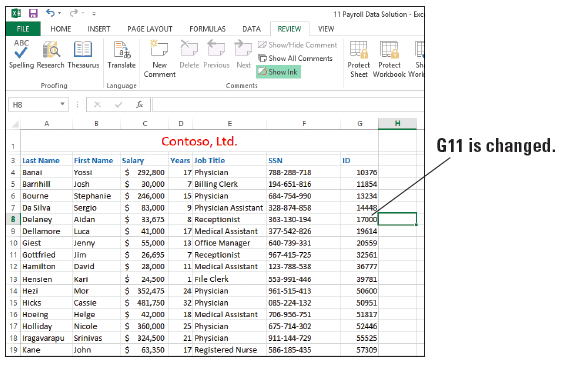 11 Payroll Data Solution - Exc
FILE HOME INSERT PAGE LAYOUT FORMULAS DATA REVIEW VIEW
ABC
Spelling Research Thesaurus Translate New Comment Delete Previous Next Show/Hide Comment
Show All Comments
Show Ink
Protect Sheet Protect Workbook Sh Work
Proofing Language Comments
H8 fx
A B C D E F G H
1 Contoso, Ltd.
3 Last Name First Name Salary Years Job Title SSN ID
4 Banai Yossi $ 292,800 17 Physician 788-288-718 10376
5 Barnhill Josh $ 30,000 7 Billing Clerk 194-651-816 11854
6 Bourne Stephanie $ 246,000 15 Physician 684-754-990 13234
7 Da Silva Sergio $ 83,000 9 Physician Assistant 328-874-858 14448
8 Delaney Aidan $ 33,675 8 Receptionist 363-130-194 17000
9 Dellamore Luca $ 41,000 17 Medical Assistant 377-542-826 19614
10 Giest Jenny $ 55,000 13 Office Manager 640-739-331 20559
11 Gottfried Jim $ 26,695 7 Receptionist 967-415-725 32561
12 Hamilton David $ 28,000 11 Medical Assistant 123-788-538 36777
13 Hensien Kari $ 24,500 1 File Clerk 553-991-446 39781
14 Hezi Mor $ 352,475 24 Physician 961-515-413 50600
15 Hicks Cassie $ 481,750 32 Physician 085-224-132 50951
16 Hoeing Helge $ 42,000 18 Medical Assistant 706-956-751 51817
17 Holliday Nicole $ 360,000 25 Physician 675-714-302 52446
18 Iragavarapu Srinivas $ 324,500 21 Physician 911-144-729 55525
19 Kane John $ 63,350 17 Registered Nurse 586-185-435 57309
G11 is changed.